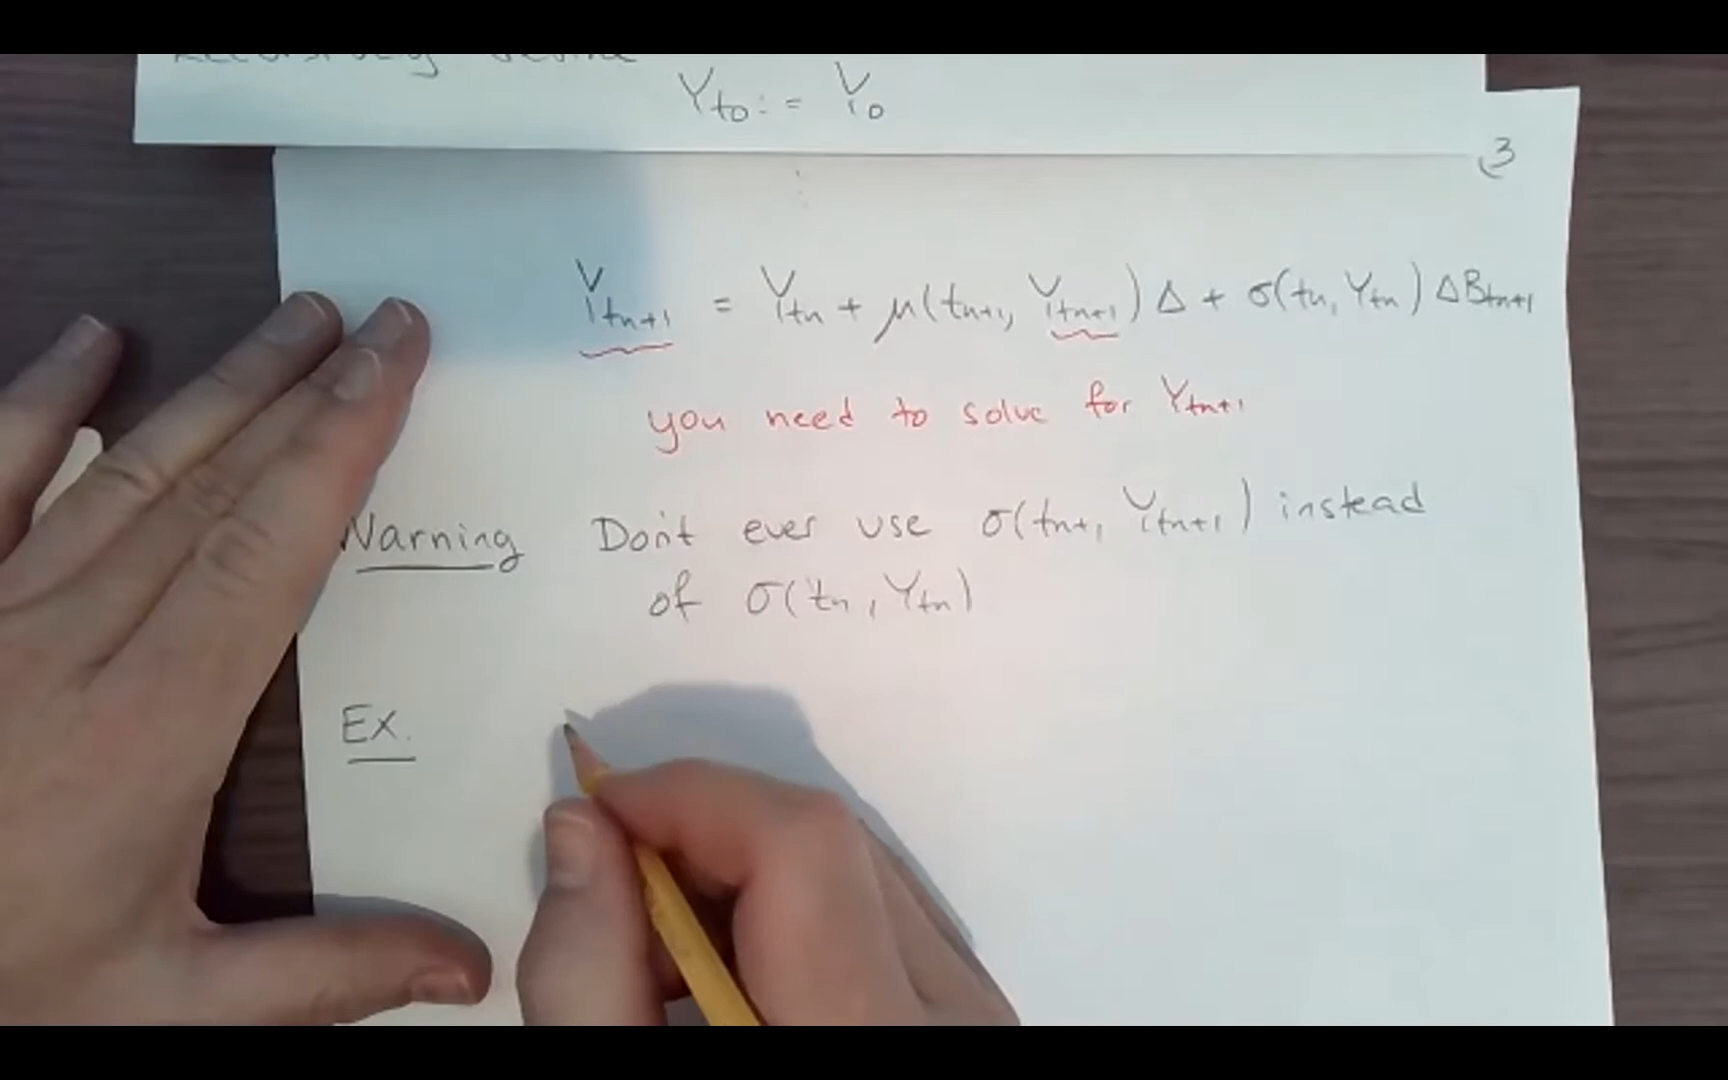 Y_{t_0} := Y_0
3
Y_{t_{n+1}} = Y_{t_n} + μ(t_{n+1}, Y_{t_{n+1}}) Δ + σ(t_n, Y_{t_n}) ΔB_{t_{n+1}}
you need to solve for Y_{t_{n+1}}
Warning Don't ever use σ(t_{n+1}, Y_{t_{n+1}}) instead
of σ(t_n, Y_{t_n})
Ex.